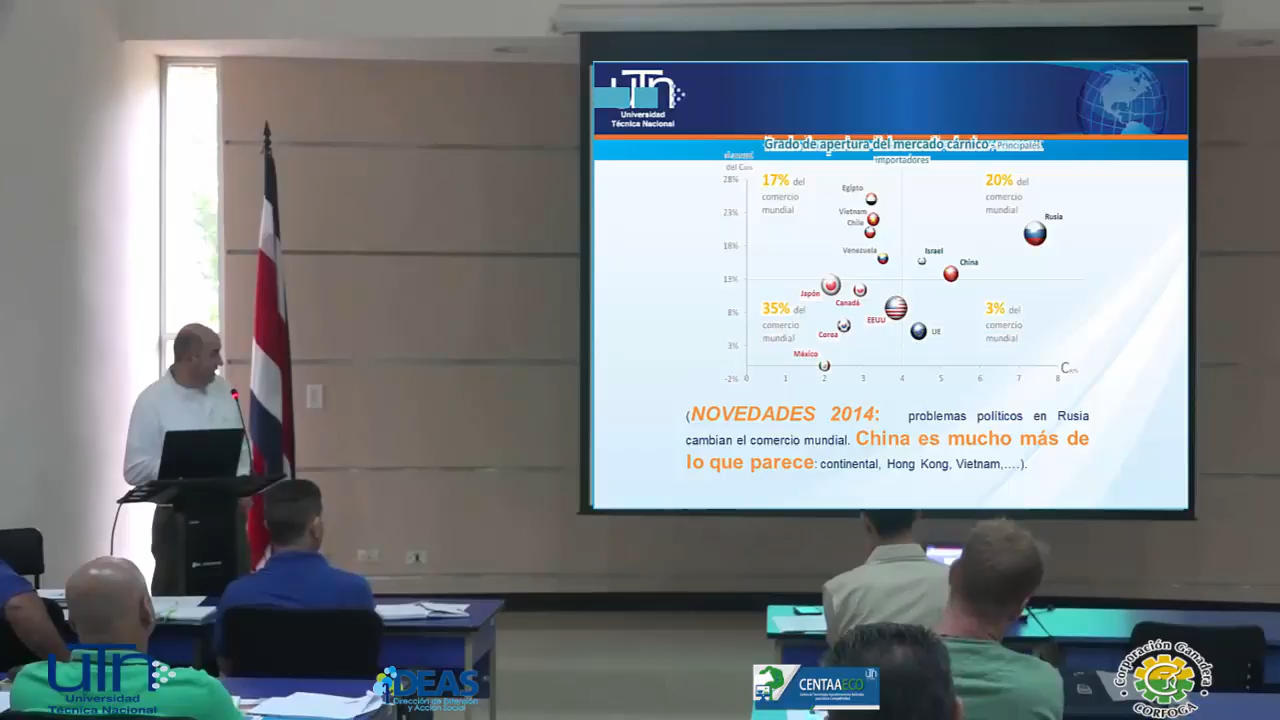 UTN
Universidad
Técnica Nacional
Grado de apertura del mercado cárnico - Principales
importadores
del Con
28%
23%
18%
13%
8%
3%
-2%
17% del
comercio
mundial
20% del
comercio
mundial
35% del
comercio
mundial
3% del
comercio
mundial
Egipto
Vietnam
Chile
Venezuela
Rusia
Israel
China
Japón
Canadá
EEUU
Corea
UE
México
0 1 2 3 4 5 6 7 8
(NOVEDADES 2014: problemas políticos en Rusia
cambian el comercio mundial. China es mucho más de
lo que parece: continental, Hong Kong, Vietnam,....).
UTN
Universidad
Técnica Nacional
DEAS
Dirección de Extensión
y Acción Social
CENTAAECO
UTN
Corporación Ganadera
CORFOGA